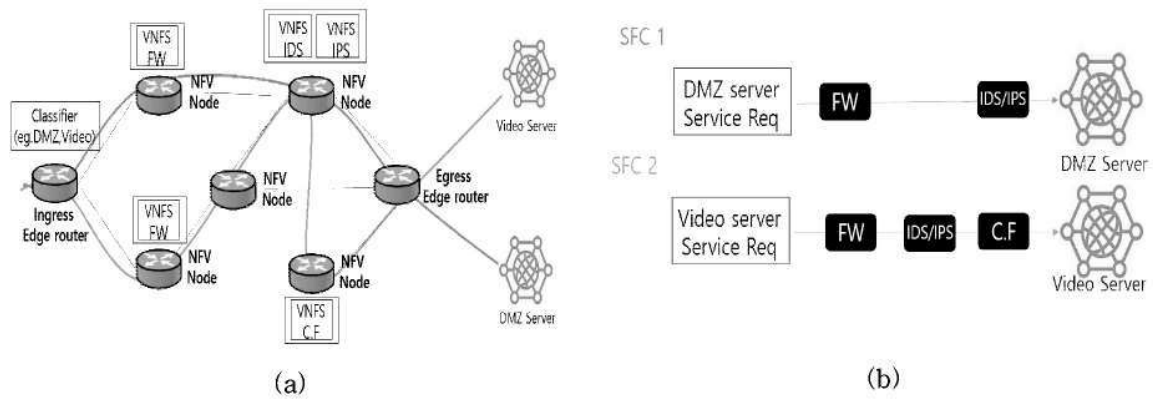 VNFS
FW
VNFS
IDS
VNFS
IPS
NFV
Node
NFV
Node
Classifier
(eg.DMZ,Video)
Video Server
Ingress
Edge router
VNFS
FW
NFV
Node
Egress
Edge router
NFV
Node
NFV
Node
VNFS
C.F
DMZ Server
(a)
SFC 1
DMZ server
Service Req
FW
IDS/IPS
DMZ Server
SFC 2
Video server
Service Req
FW
IDS/IPS
C.F
Video Server
(b)